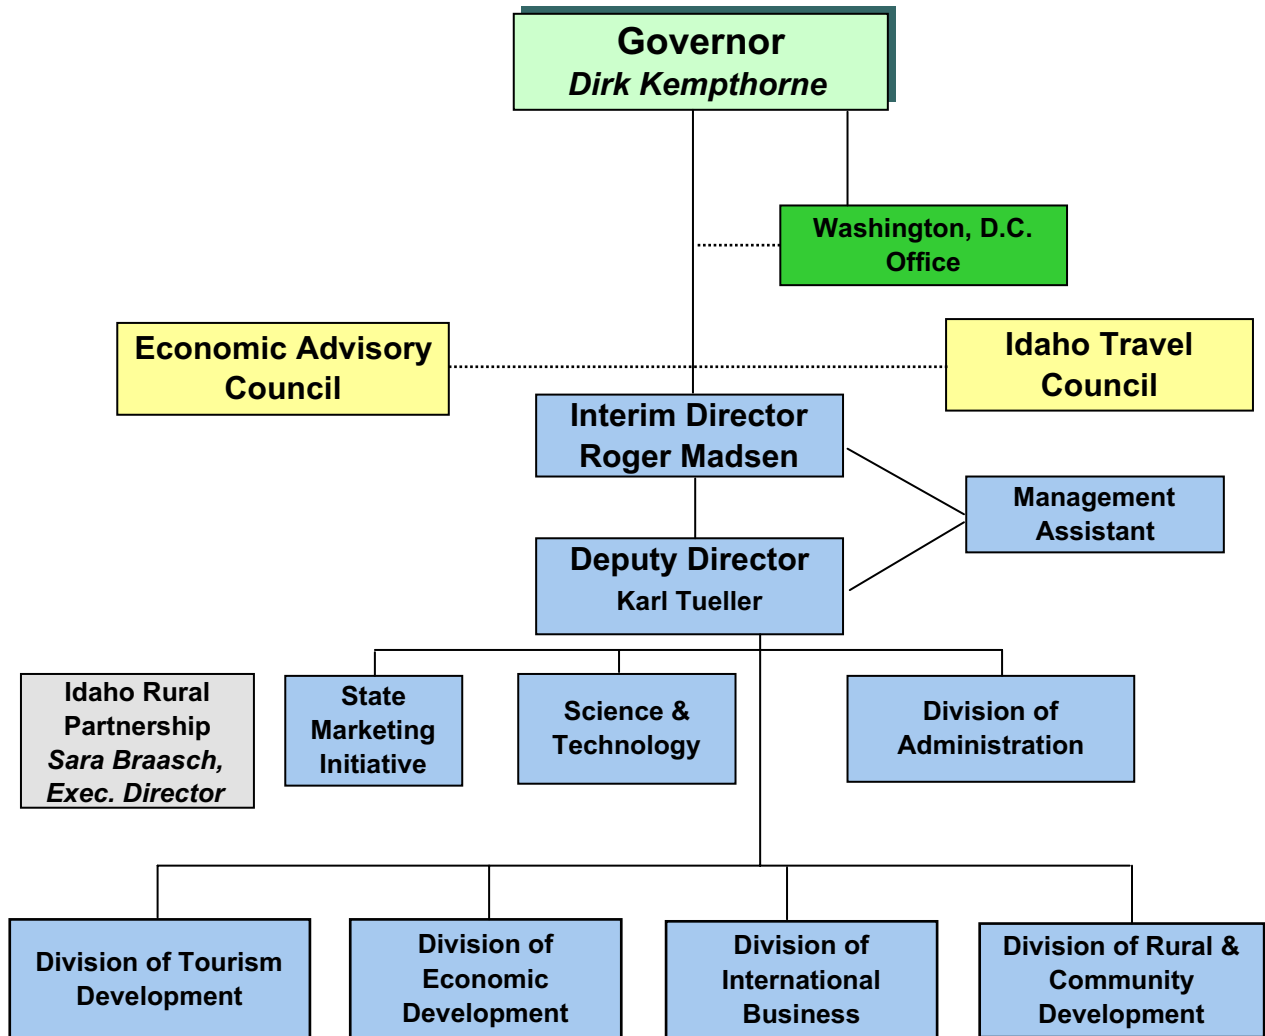 Governor
Dirk Kempthorne
Washington, D.C.
Office
Economic Advisory
Council
Idaho Travel
Council
Interim Director
Roger Madsen
Management
Assistant
Deputy Director
Karl Tueller
Idaho Rural
Partnership
Sara Braasch,
Exec. Director
State
Marketing
Initiative
Science &
Technology
Division of
Administration
Division of Tourism
Development
Division of
Economic
Development
Division of
International
Business
Division of Rural &
Community
Development